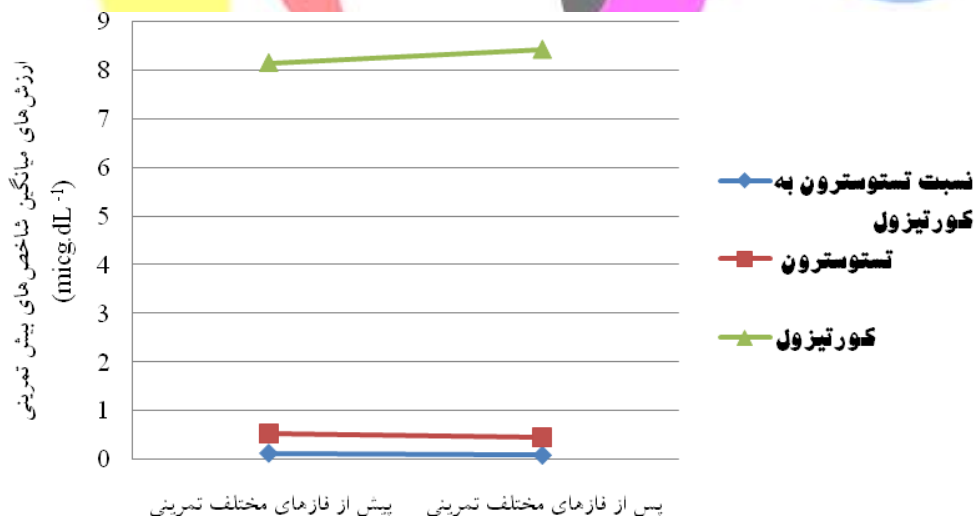 ارزش‌های میانگین شاخص‌های بیش تمرینی
(micg.dL⁻¹)
9
8
7
6
5
4
3
2
1
0
پیش از فازهای مختلف تمرینی
پس از فازهای مختلف تمرینی
نسبت تستوسترون به
کورتیزول
تستوسترون
کورتیزول